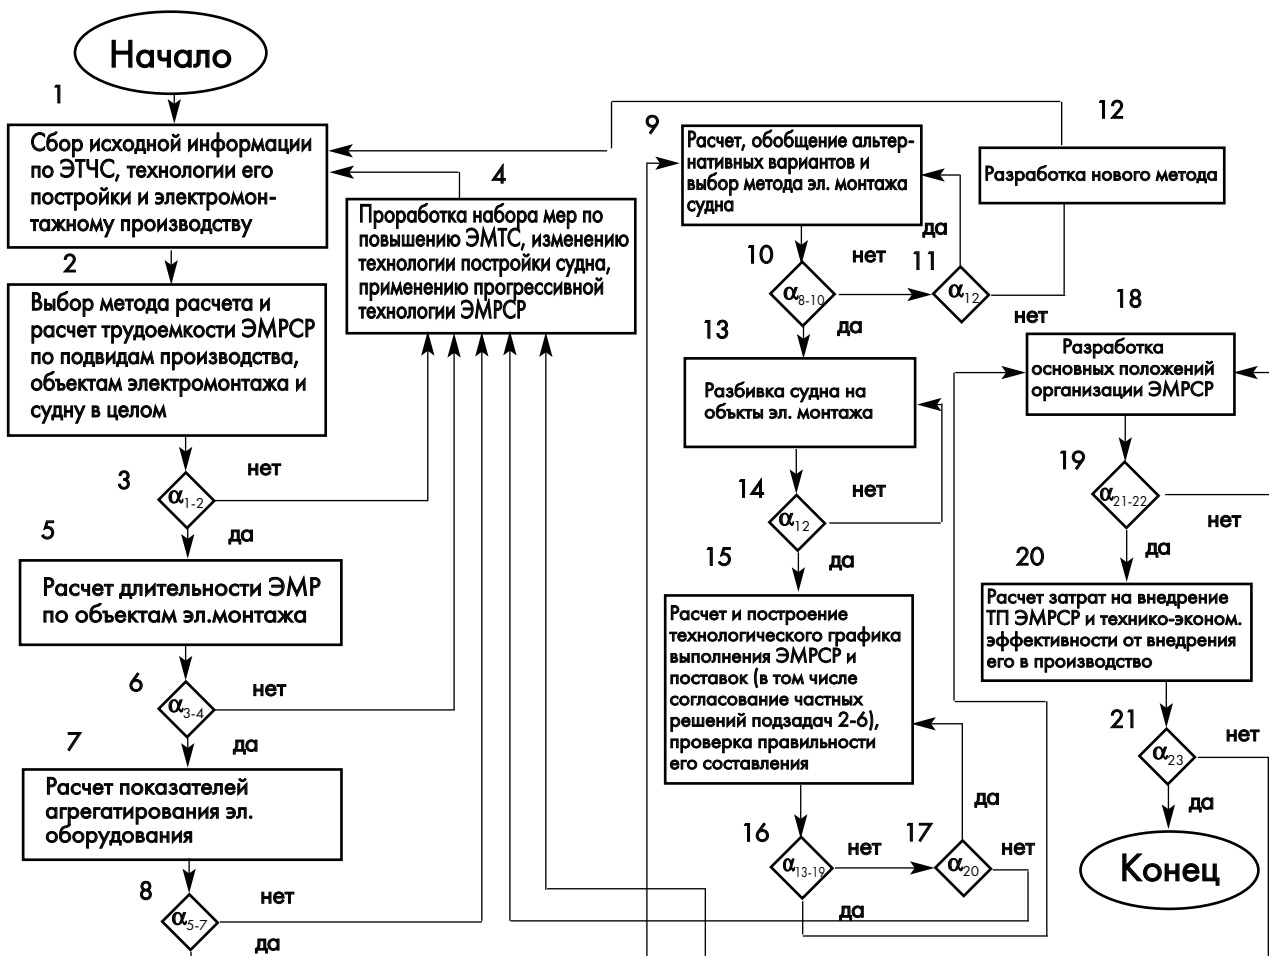 Начало
1
Сбор исходной информации
по ЭТЧС, технологии его
постройки и электромон-
тажному производству
2
Выбор метода расчета и
расчет трудоемкости ЭМРСР
по подвидам производства,
объектам электромонтажа и
судну в целом
3
α1-2
нет
да
4
Проработка набора мер по
повышению ЭМТС, изменению
технологии постройки судна,
применению прогрессивной
технологии ЭМРСР
5
Расчет длительности ЭМР
по объектам эл.монтажа
6
α3-4
нет
да
7
Расчет показателей
агрегатирования эл.
оборудования
8
α5-7
нет
да
9
Расчет, обобщение альтер-
нативных вариантов и
выбор метода эл. монтажа
судна
10
α8-10
нет
да
11
α12
да
нет
12
Разработка нового метода
13
Разбивка судна на
объкты эл. монтажа
14
α12
нет
да
15
Расчет и построение
технологического графика
выполнения ЭМРСР и
поставок (в том числе
согласование частных
решений подзадач 2-6),
проверка правильности
его составления
16
α13-19
нет
да
17
α20
да
нет
18
Разработка
основных положений
организации ЭМРСР
19
α21-22
нет
да
20
Расчет затрат на внедрение
ТП ЭМРСР и технико-эконом.
эффективности от внедрения
его в производство
21
α23
нет
да
Конец